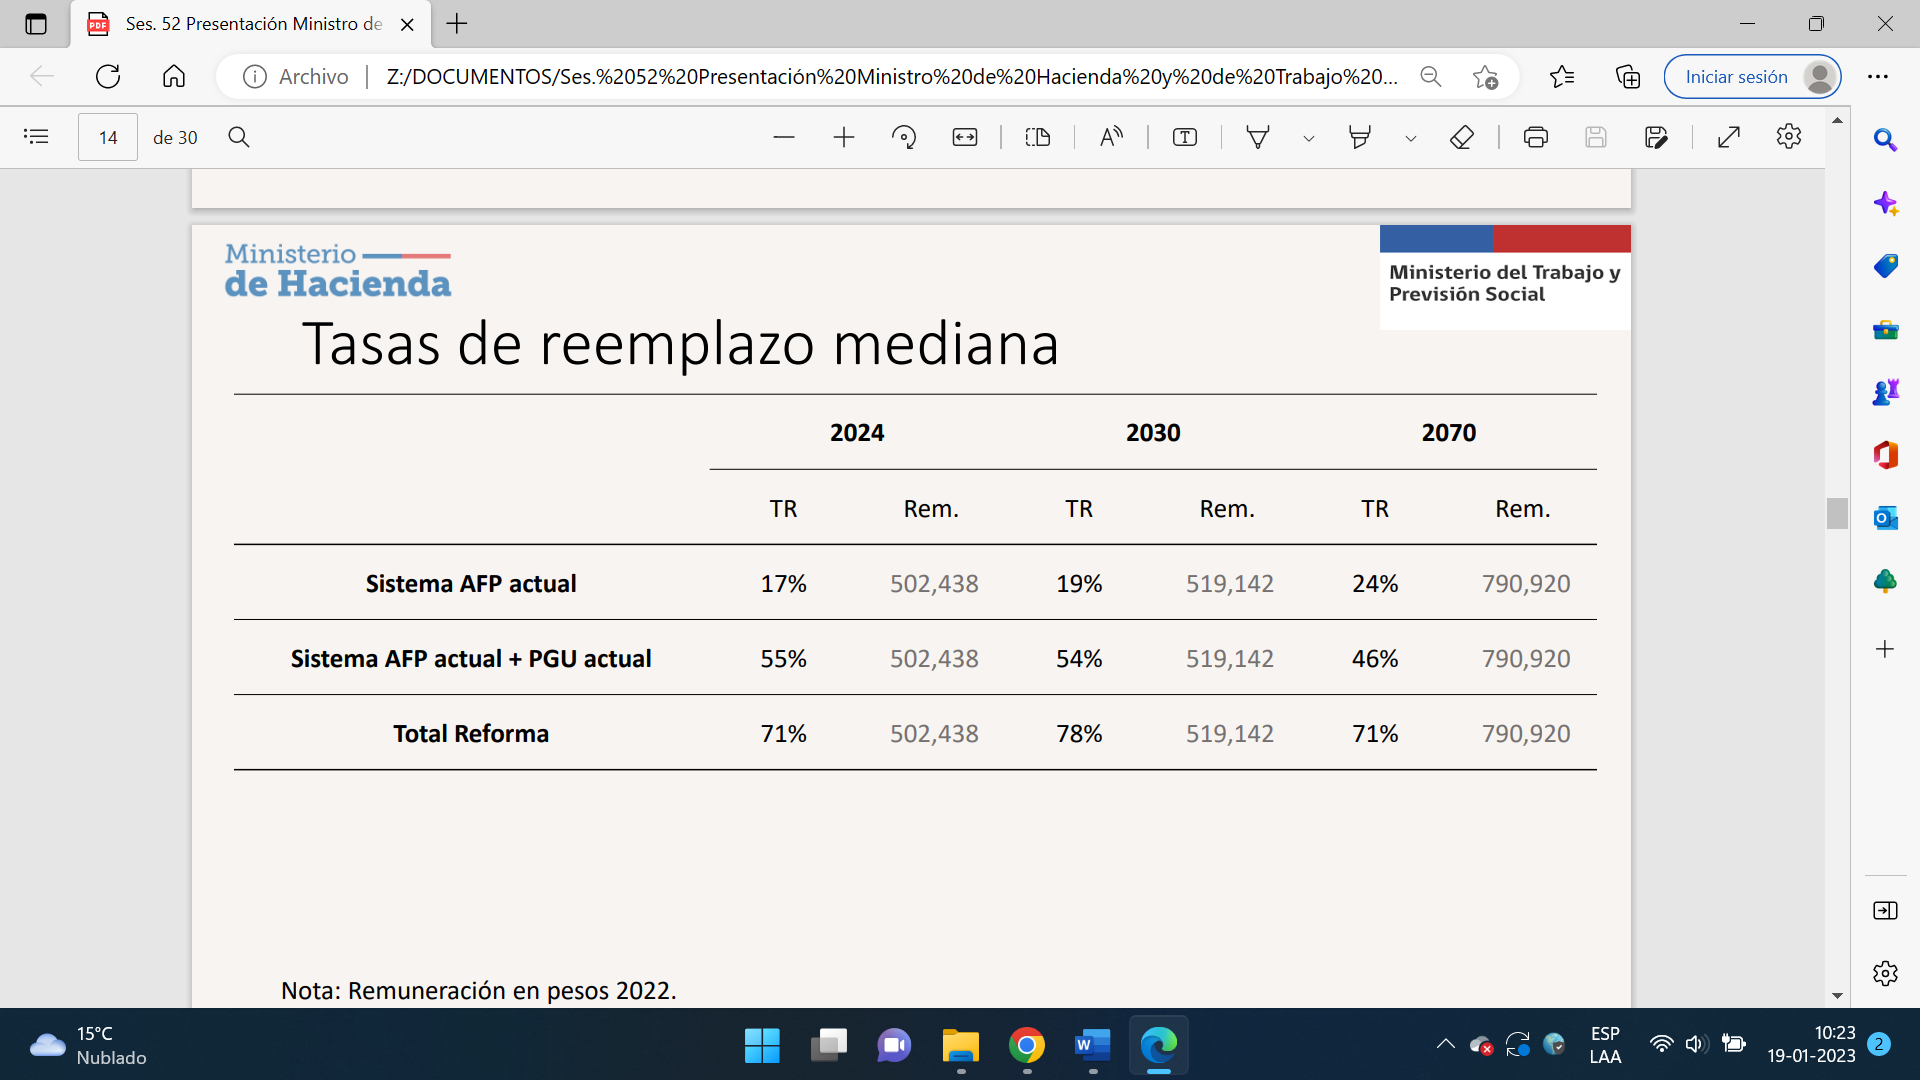 Ses. 52 Presentación Ministro de
Archivo
Z:/DOCUMENTOS/Ses.%2052%20Presentación%20Ministro%20de%20Hacienda%20y%20de%20Trabajo%20...
Iniciar sesión
14 de 30
Ministerio
de Hacienda
Ministerio del Trabajo y
Previsión Social
Tasas de reemplazo mediana
2024 2030 2070
TR Rem. TR Rem. TR Rem.
Sistema AFP actual 17% 502,438 19% 519,142 24% 790,920
Sistema AFP actual + PGU actual 55% 502,438 54% 519,142 46% 790,920
Total Reforma 71% 502,438 78% 519,142 71% 790,920
Nota: Remuneración en pesos 2022.
15°C
Nublado
ESP
LAA
10:23
19-01-2023
2